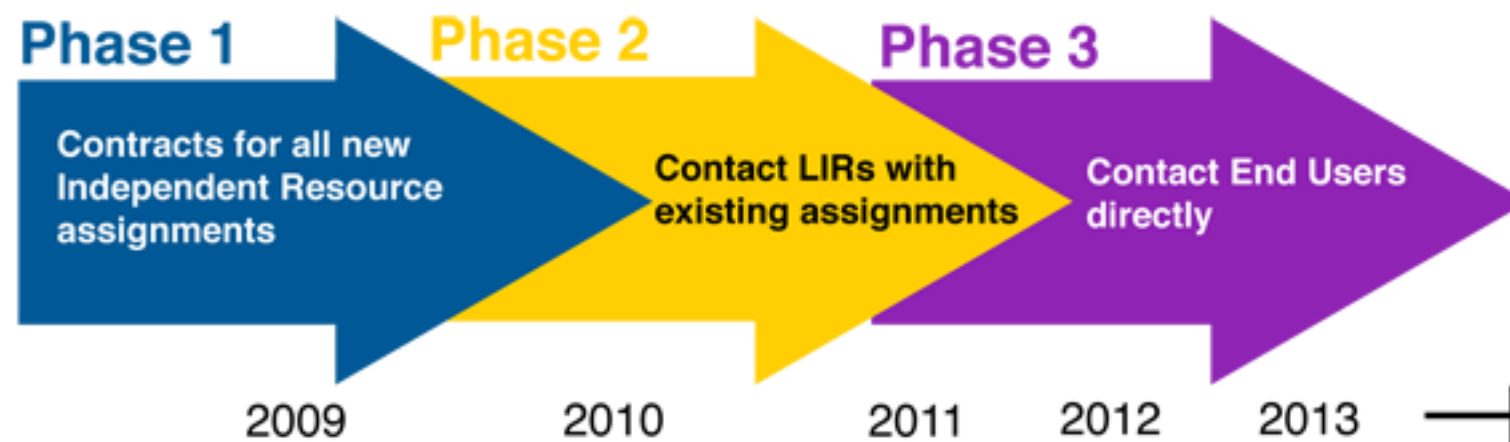 Phase 1
Contracts for all new
Independent Resource
assignments
Phase 2
Contact LIRs with
existing assignments
Phase 3
Contact End Users
directly
2009
2010
2011
2012
2013